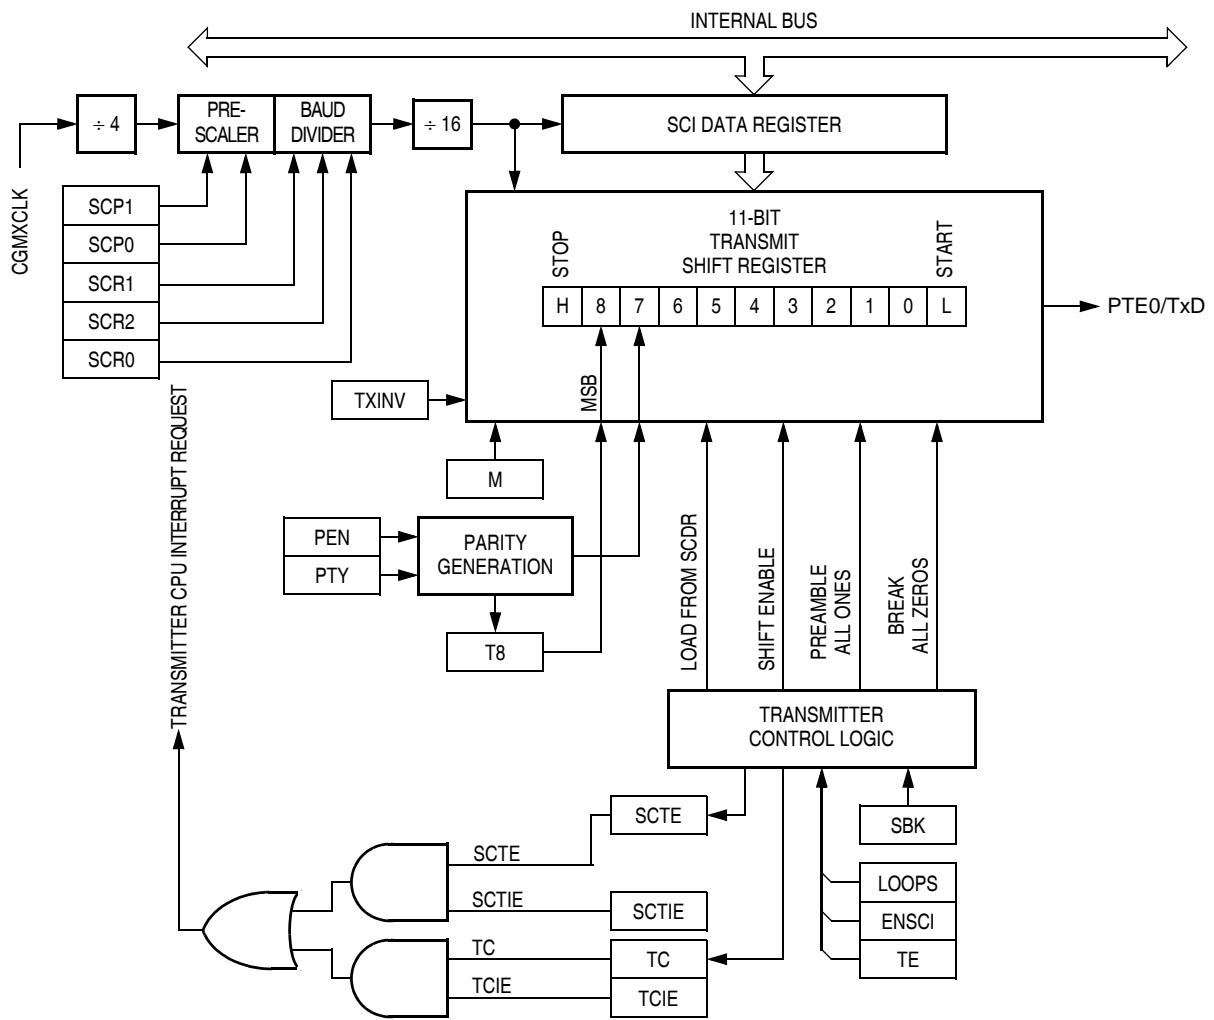 INTERNAL BUS
÷ 4
PRE-
SCALER
BAUD
DIVIDER
÷ 16
SCI DATA REGISTER
CGMXCLK
SCP1
SCP0
SCR1
SCR2
SCR0
11-BIT
TRANSMIT
SHIFT REGISTER
STOP
START
H 8 7 6 5 4 3 2 1 0 L
PTE0/TxD
MSB
TXINV
M
PEN
PTY
PARITY
GENERATION
T8
TRANSMITTER CPU INTERRUPT REQUEST
LOAD FROM SCDR
SHIFT ENABLE
PREAMBLE
ALL ONES
BREAK
ALL ZEROS
TRANSMITTER
CONTROL LOGIC
SCTE
SBK
SCTE
SCTIE
SCTIE
LOOPS
ENSCI
TE
TC
TC
TCIE
TCIE